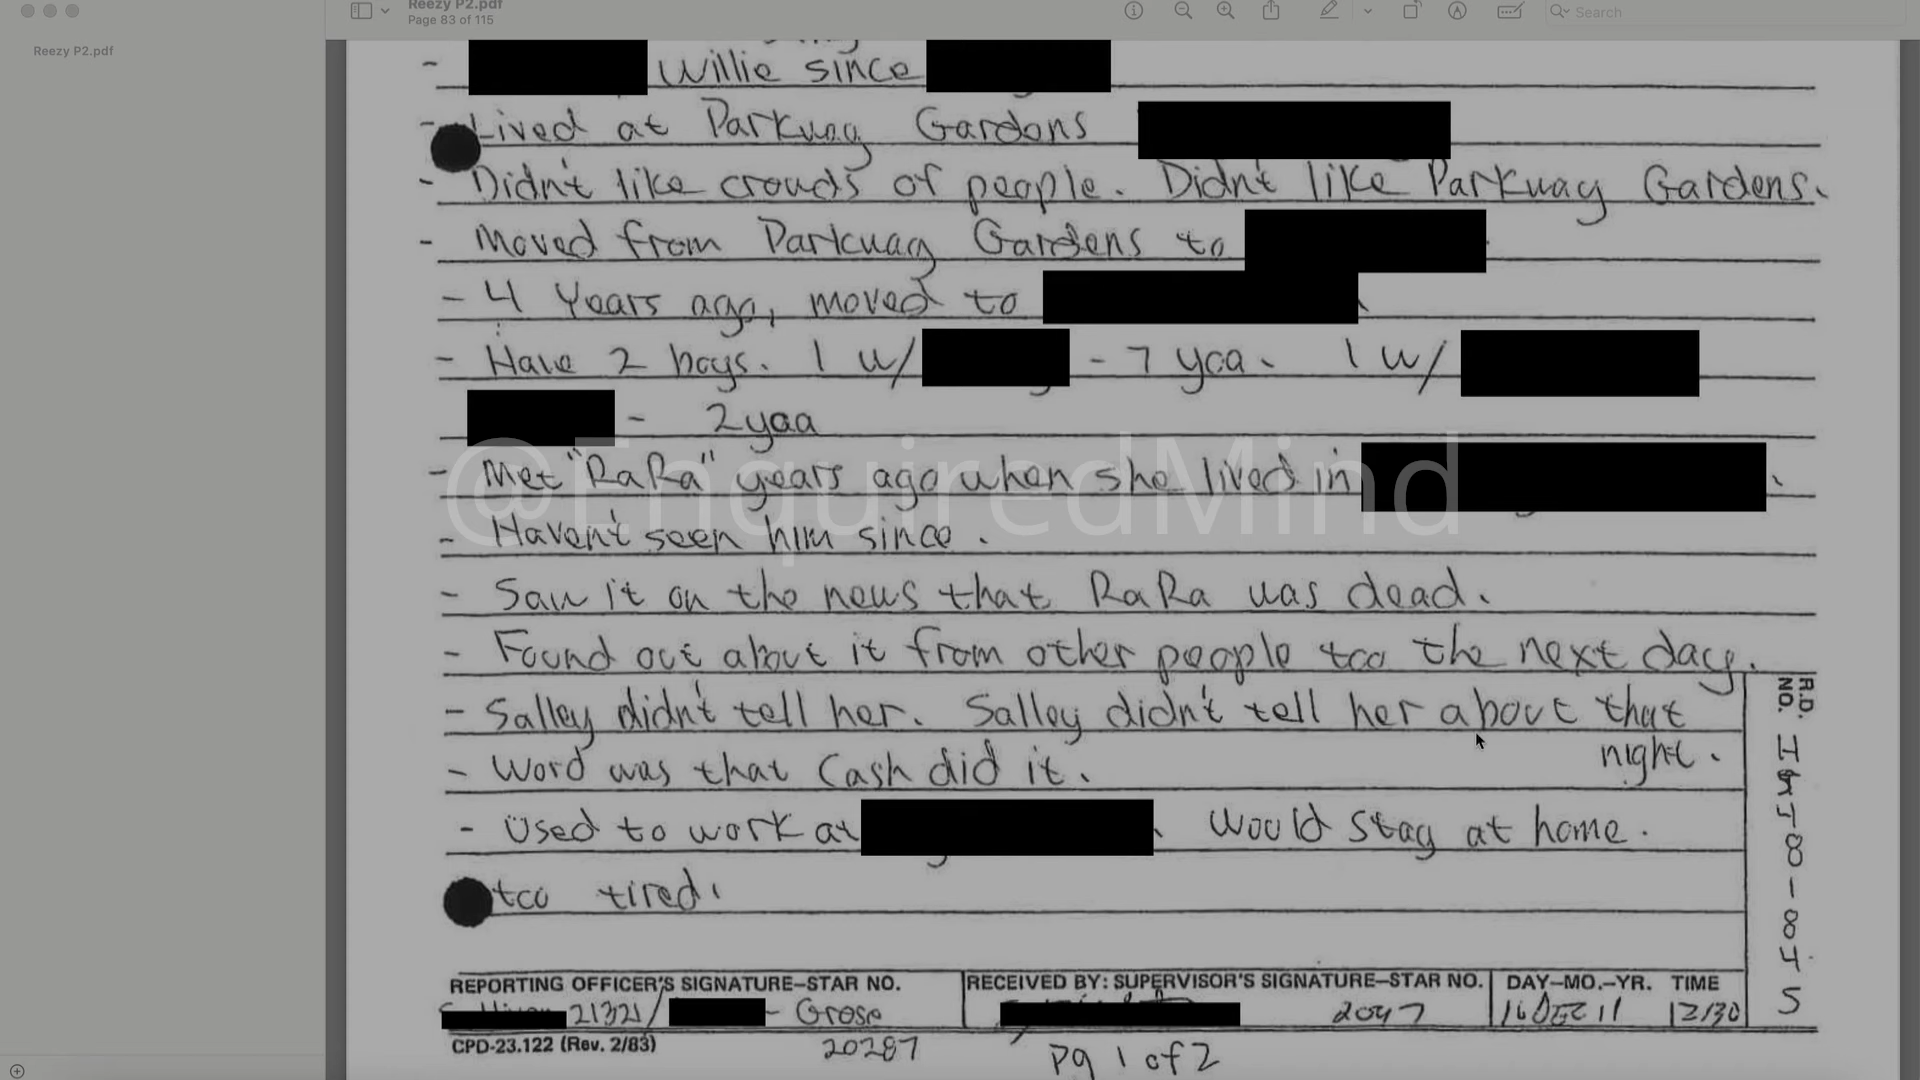 Reezy P2.pdf
Page 83 of 115
Search
Reezy P2.pdf
- Willie since
- Lived at Parkway Gardens
- Didn't like crowds of people. Didn't like Parkway Gardens.
- Moved from Parkway Gardens to
- 4 Years ago, moved to
- Have 2 boys. 1 w/ - 7 yoa. 1 w/
- 2yoa
- Met "RaRa" years ago when she lived in
@EnquiredMind
- Haven't seen him since.
- Saw it on the news that RaRa was dead.
- Found out about it from other people too the next day.
- Salley didn't tell her. Salley didn't tell her about that
night.
- Word was that Cash did it.
- Used to work at . Would stay at home.
too tired.
R.D. NO.
REPORTING OFFICER'S SIGNATURE–STAR NO.
RECEIVED BY: SUPERVISOR'S SIGNATURE–STAR NO.
DAY–MO.–YR. TIME
21321/ - Grose
2047
16 DEC 11
1230
CPD-23.122 (Rev. 2/83)
20287
pg 1 of 2